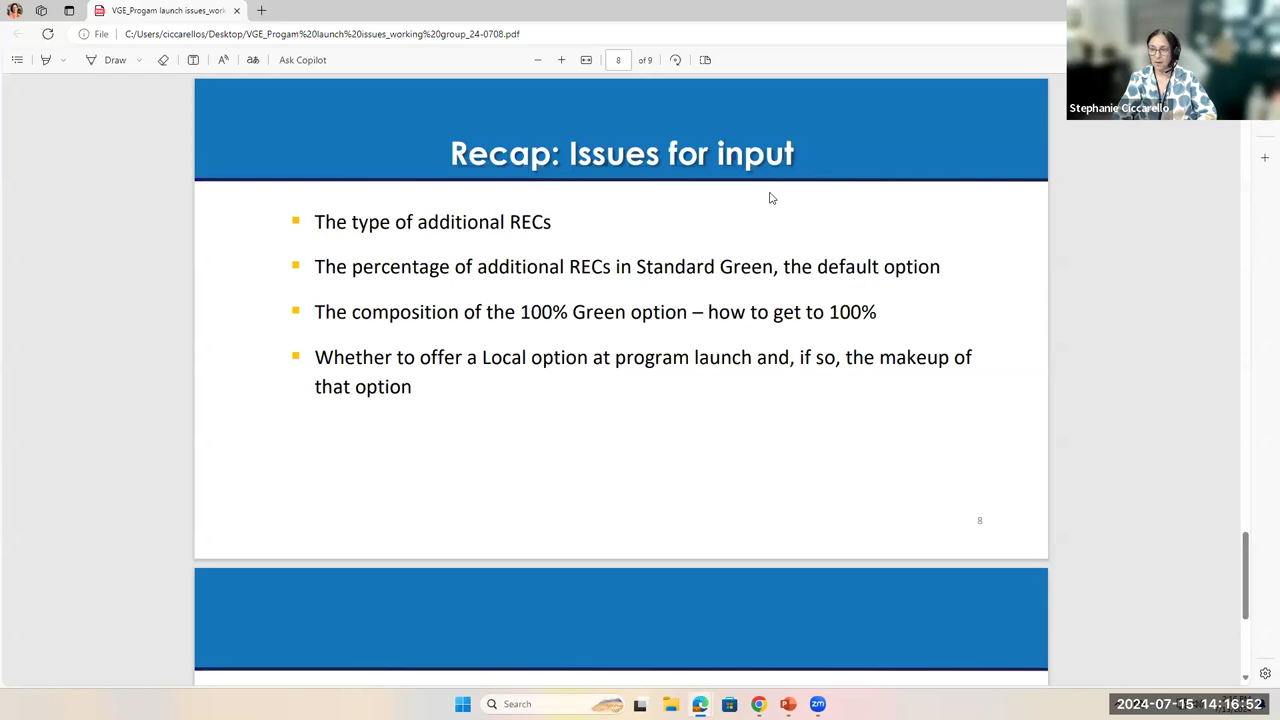 VGE_Progam launch issues_work
File
C:/Users/ciccarellos/Desktop/VGE_Progam%20launch%20issues_working%20group_24-0708.pdf
Draw
Ask Copilot
8
of 9
Stephanie Ciccarello
Recap: Issues for input
The type of additional RECs
The percentage of additional RECs in Standard Green, the default option
The composition of the 100% Green option – how to get to 100%
Whether to offer a Local option at program launch and, if so, the makeup of
that option
8
Search
2024-07-15 14:16:52